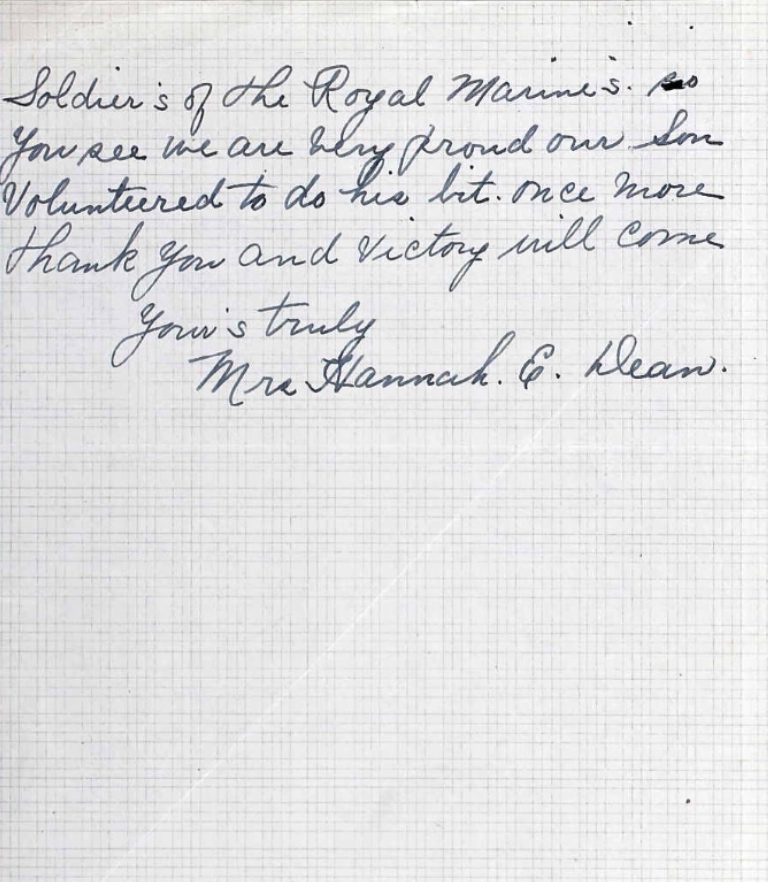 Soldier's of the Royal Marine's. so
You see we are very proud our Son
Volunteered to do his bit. once more
thank you and Victory will come
Your's truly
Mrs Hannah. E. Dean.